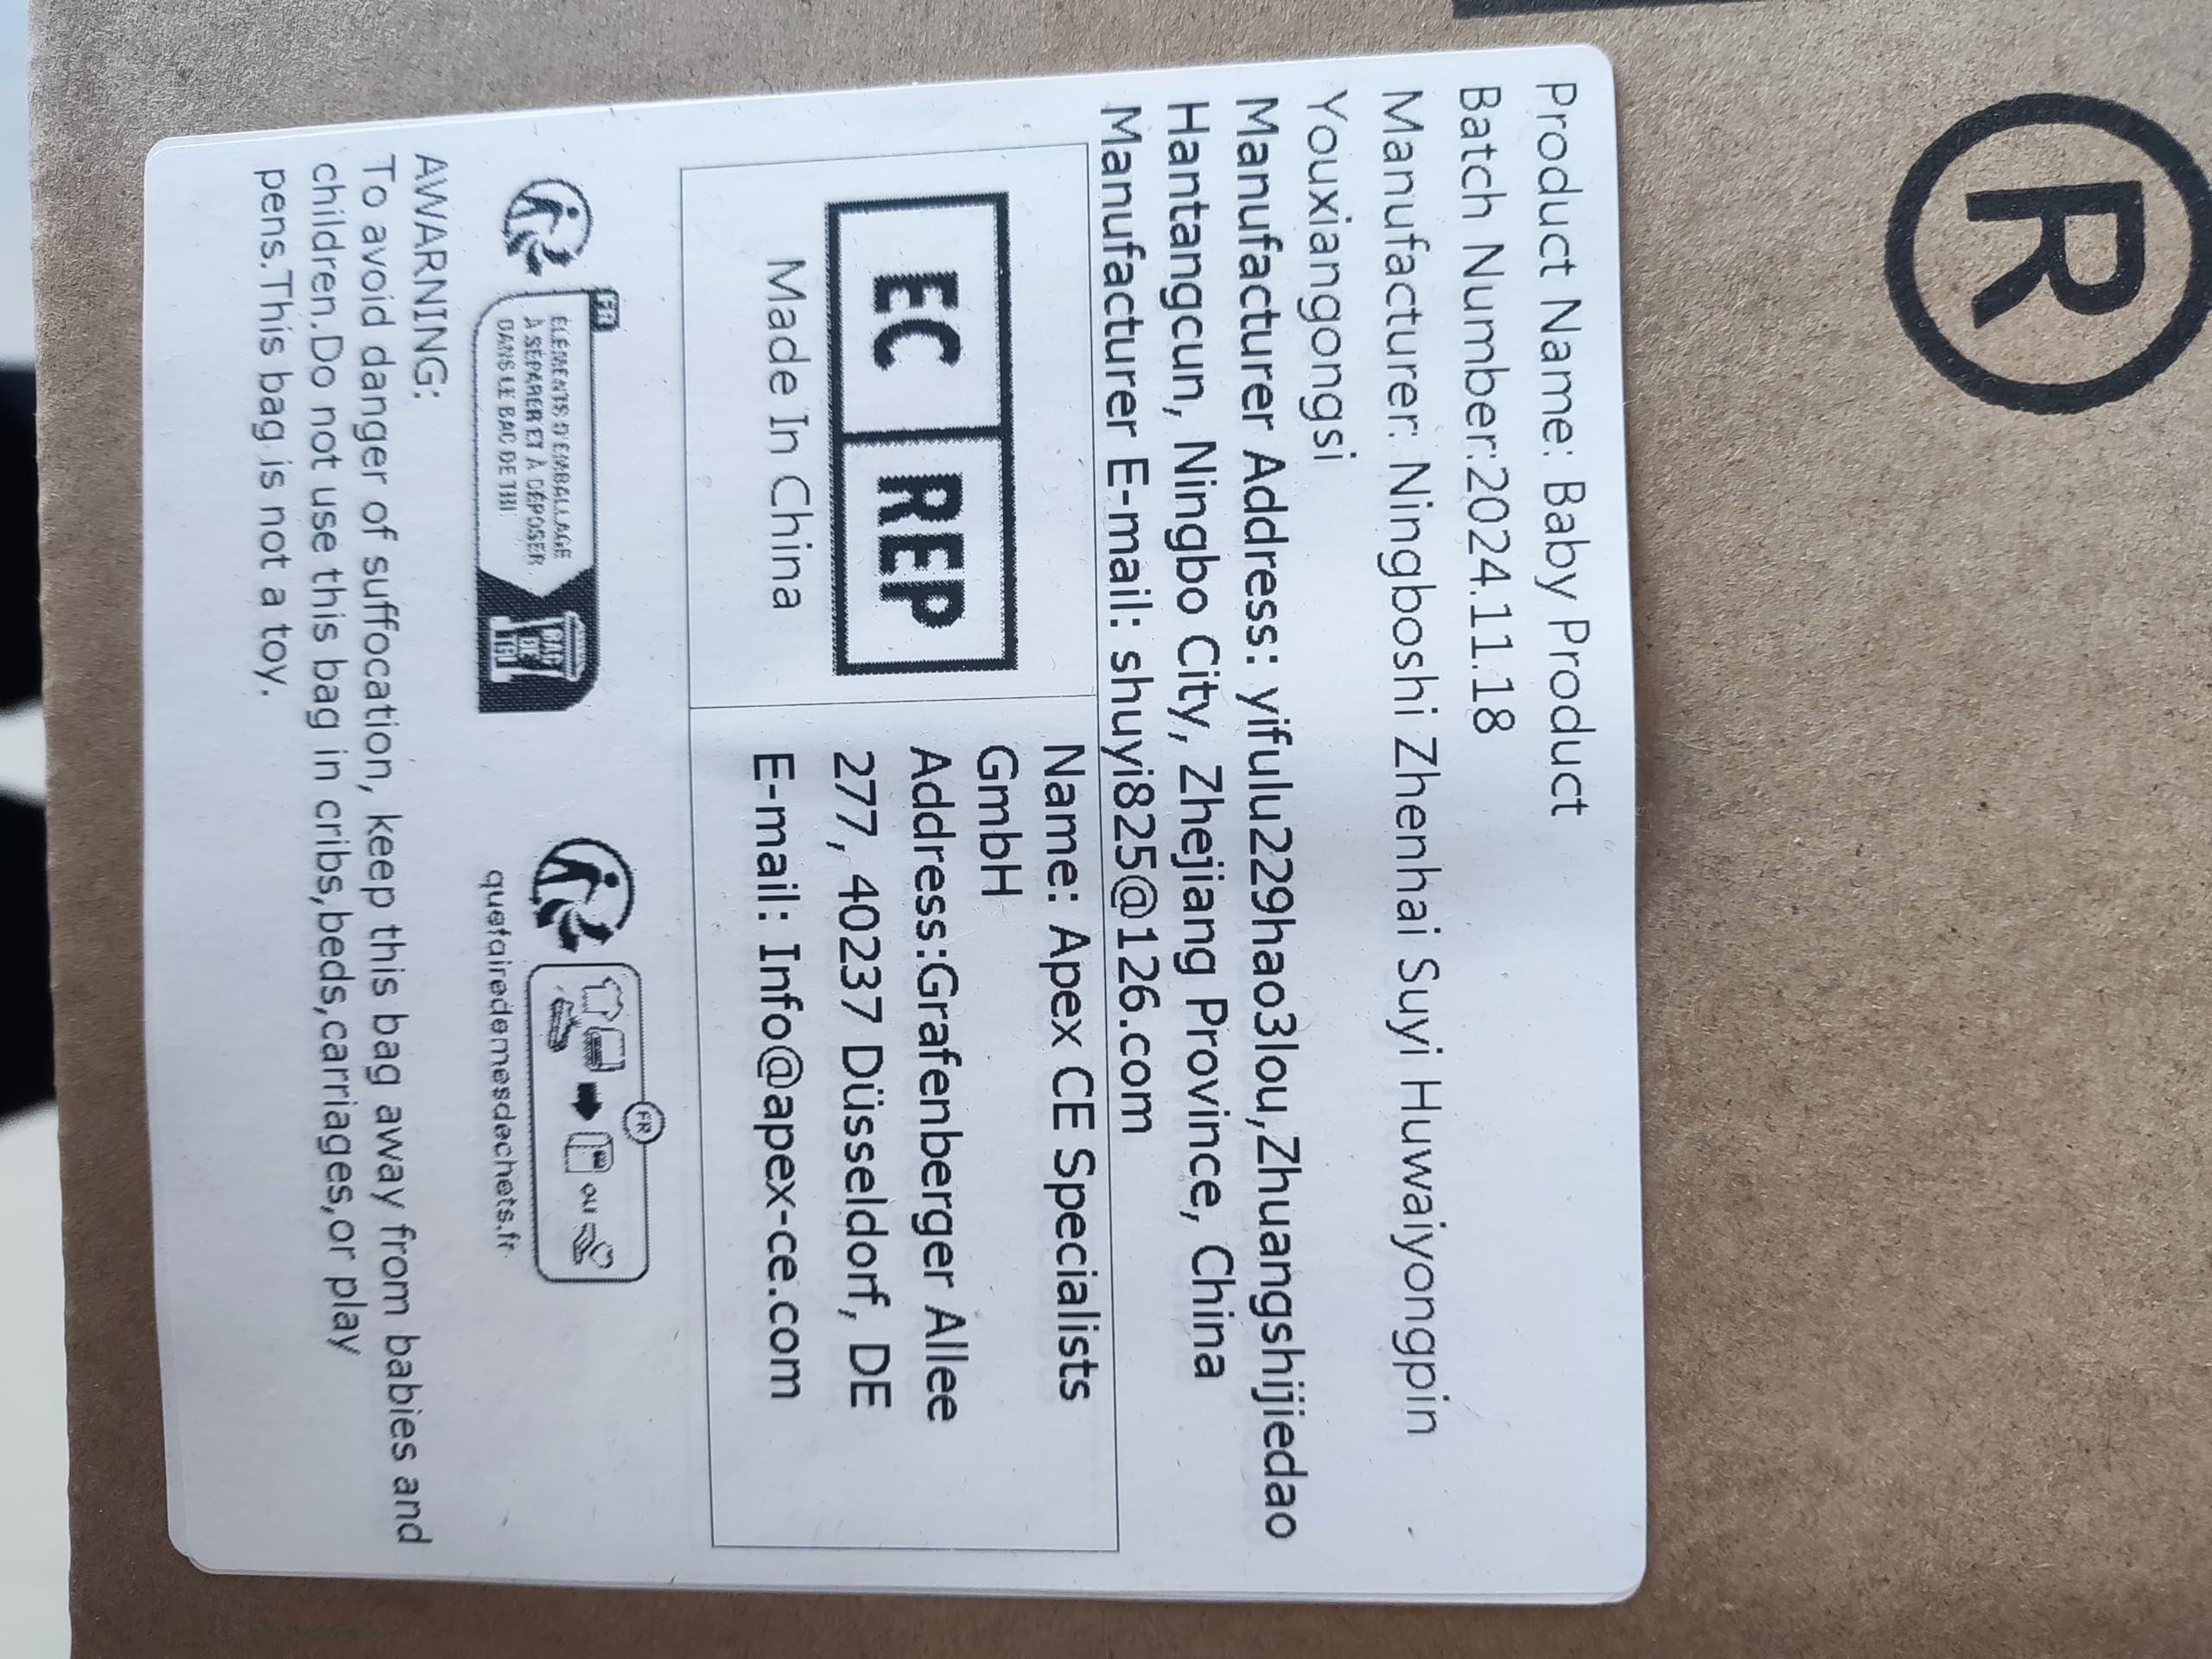 ®
Product Name: Baby Product
Batch Number:2024.11.18
Manufacturer: Ningboshi Zhenhai Suyi Huwaiyongpin
Youxiangongsi
Manufacturer Address: yifulu229hao3lou,Zhuangshijiedao
Hantangcun, Ningbo City, Zhejiang Province, China
Manufacturer E-mail: shuyi825@126.com
EC REP
Made In China
Name: Apex CE Specialists
GmbH
Address:Grafenberger Allee
277, 40237 Düsseldorf, DE
E-mail: Info@apex-ce.com
FR
ÉLÉMENTS D'EMBALLAGE
À SÉPARER ET À DÉPOSER
DANS LE BAC DE TRI
BAC
DE
TRI
FR
ou
quefairedemesdechets.fr
AWARNING:
To avoid danger of suffocation, keep this bag away from babies and
children.Do not use this bag in cribs,beds,carriages,or play
pens.This bag is not a toy.